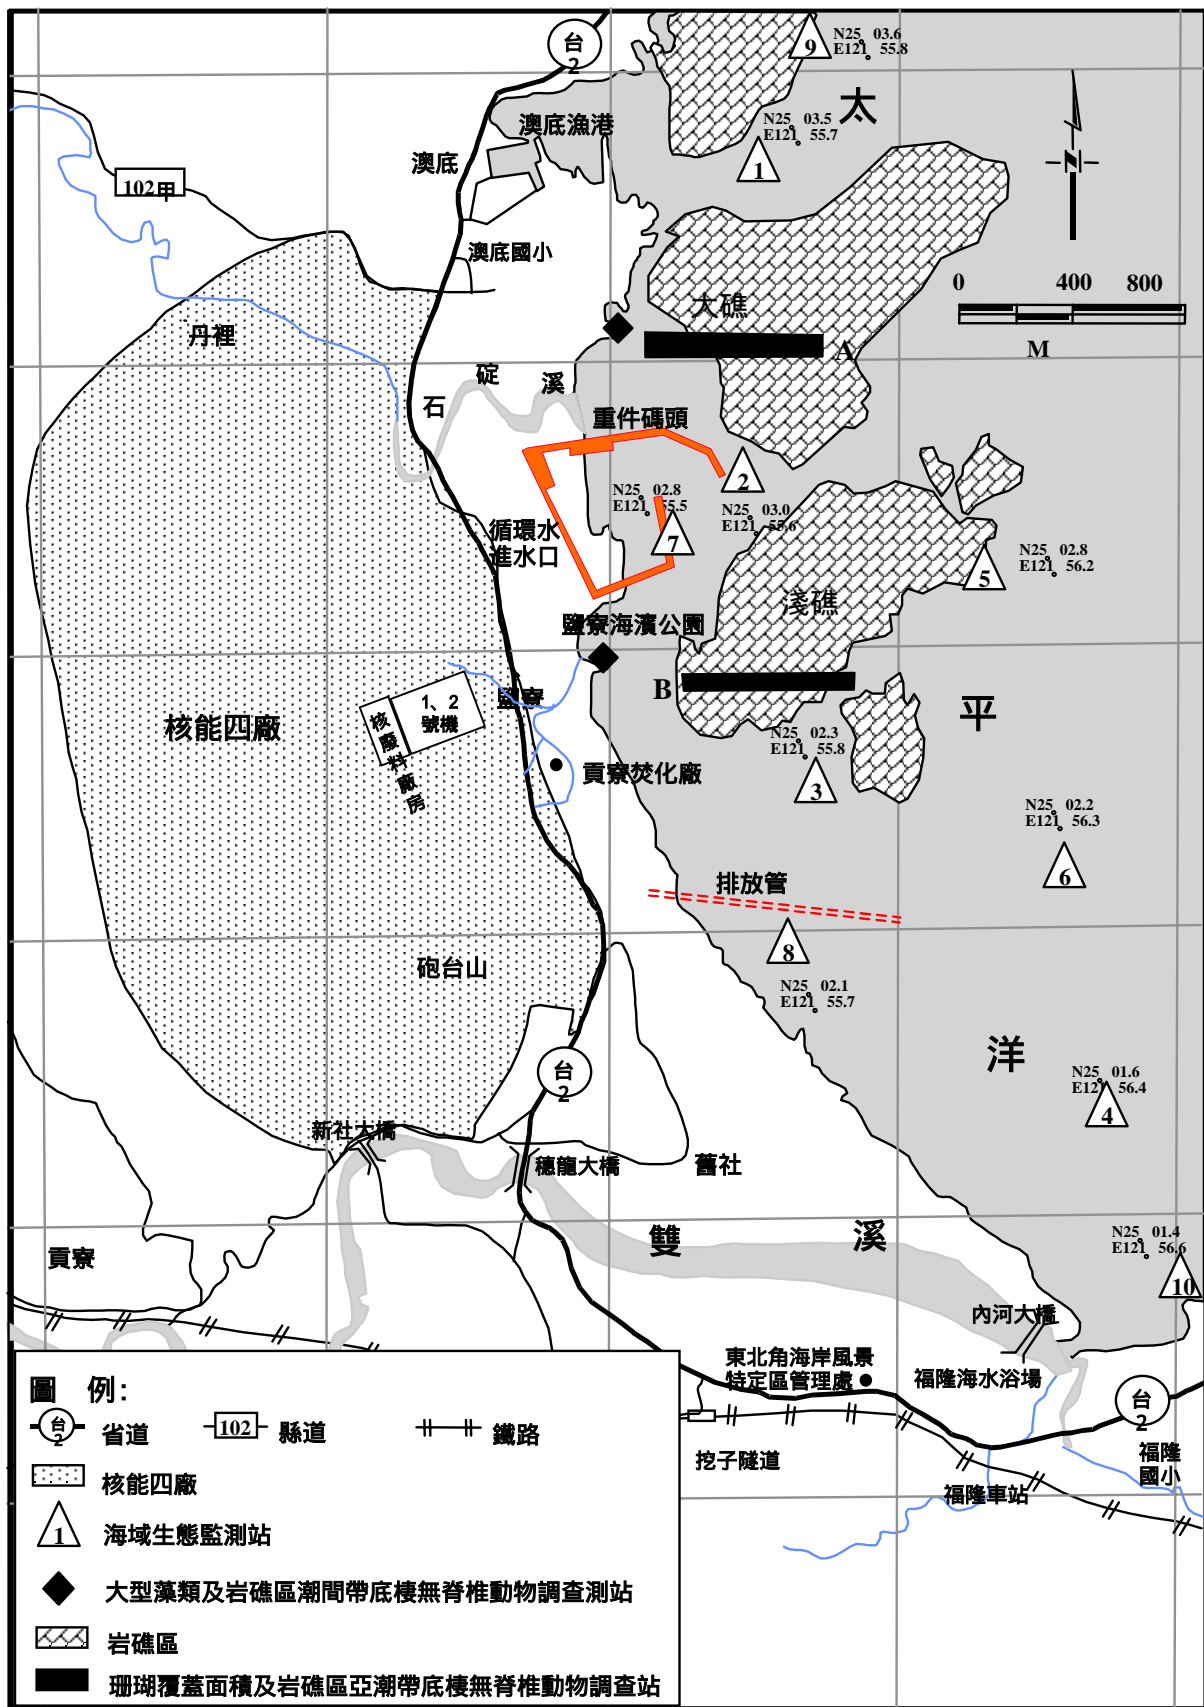 台
2
9
N25 03.6
E121 55.8
太
澳底漁港
N25 03.5
E121 55.7
澳底
1
102甲
N
澳底國小
0 400 800
M
大礁
丹裡
A
碇
溪
石
重件碼頭
2
N25 02.8
E121 55.5
N25 03.0
E121 55.6
循環水
進水口
7
N25 02.8
E121 56.2
5
淺礁
鹽寮海濱公園
B
鹽寮
平
核能四廠
1、2
號機
核廢料廠房
N25 02.3
E121 55.8
貢寮焚化廠
3
N25 02.2
E121 56.3
6
排放管
8
砲台山
N25 02.1
E121 55.7
洋
台
2
N25 01.6
E121 56.4
4
新社大橋
穗龍大橋
舊社
雙
溪
N25 01.4
E121 56.6
貢寮
10
內河大橋
東北角海岸風景
特定區管理處
福隆海水浴場
台
2
福隆
國小
挖子隧道
福隆車站
圖 例:
台
2
省道
102
縣道
鐵路
核能四廠
1
海域生態監測站
大型藻類及岩礁區潮間帶底棲無脊椎動物調查測站
岩礁區
珊瑚覆蓋面積及岩礁區亞潮帶底棲無脊椎動物調查站